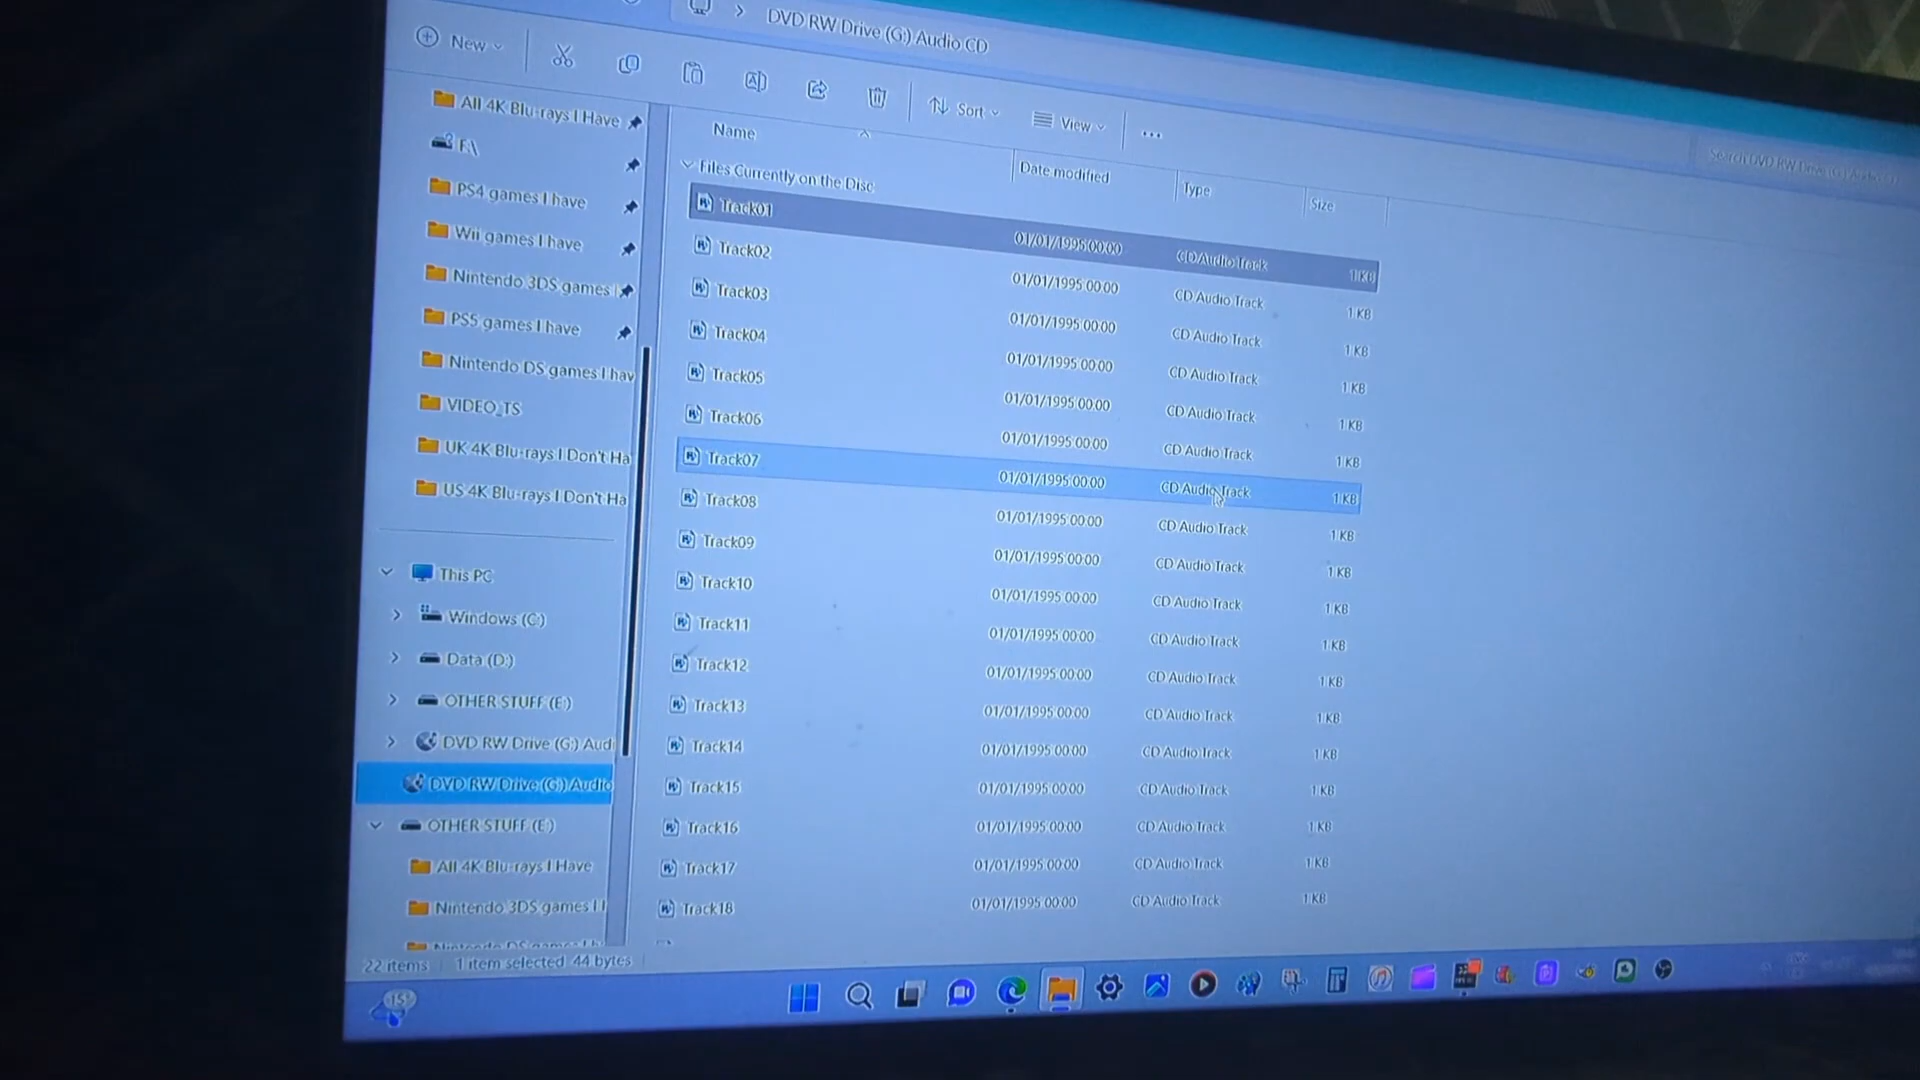 DVD RW Drive (G:) Audio CD
New
Sort
View
Search DVD RW Drive (G:) Audio CD
Name
Date modified
Type
Size
Files Currently on the Disc
Track01 01/01/1995 00:00 CD Audio Track 1 KB
Track02 01/01/1995 00:00 CD Audio Track 1 KB
Track03 01/01/1995 00:00 CD Audio Track 1 KB
Track04 01/01/1995 00:00 CD Audio Track 1 KB
Track05 01/01/1995 00:00 CD Audio Track 1 KB
Track06 01/01/1995 00:00 CD Audio Track 1 KB
Track07 01/01/1995 00:00 CD Audio Track 1 KB
Track08 01/01/1995 00:00 CD Audio Track 1 KB
Track09 01/01/1995 00:00 CD Audio Track 1 KB
Track10 01/01/1995 00:00 CD Audio Track 1 KB
Track11 01/01/1995 00:00 CD Audio Track 1 KB
Track12 01/01/1995 00:00 CD Audio Track 1 KB
Track13 01/01/1995 00:00 CD Audio Track 1 KB
Track14 01/01/1995 00:00 CD Audio Track 1 KB
Track15 01/01/1995 00:00 CD Audio Track 1 KB
Track16 01/01/1995 00:00 CD Audio Track 1 KB
Track17 01/01/1995 00:00 CD Audio Track 1 KB
Track18 01/01/1995 00:00 CD Audio Track 1 KB
All 4K Blu-rays I Have
F:\
PS4 games I have
Wii games I have
Nintendo 3DS games I
PS5 games I have
Nintendo DS games I hav
VIDEO_TS
UK 4K Blu-rays I Don't Ha
US 4K Blu-rays I Don't Ha
This PC
Windows (C:)
Data (D:)
OTHER STUFF (E:)
DVD RW Drive (G:) Aud
DVD RW Drive (G:) Audio
OTHER STUFF (E:)
All 4K Blu-rays I Have
Nintendo 3DS games I h
22 items
1 item selected 44 bytes
15°